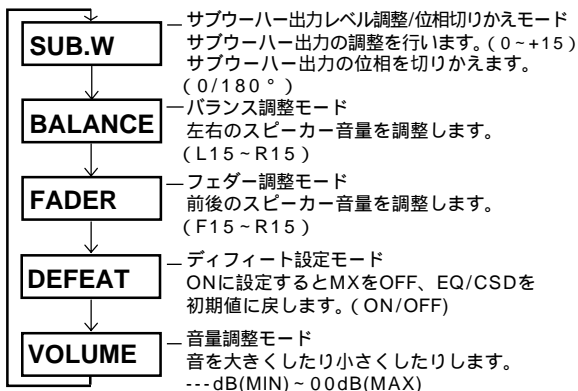 SUB.W
サブウーハー出力レベル調整/位相切りかえモード
サブウーハー出力の調整を行います。(0~+15)
サブウーハー出力の位相を切りかえます。
(0/180°)
BALANCE
バランス調整モード
左右のスピーカー音量を調整します。
(L15~R15)
FADER
フェダー調整モード
前後のスピーカー音量を調整します。
(F15~R15)
DEFEAT
ディフィート設定モード
ONに設定するとMXをOFF、EQ/CSDを
初期値に戻します。(ON/OFF)
VOLUME
音量調整モード
音を大きくしたり小さくしたりします。
---dB(MIN)~00dB(MAX)